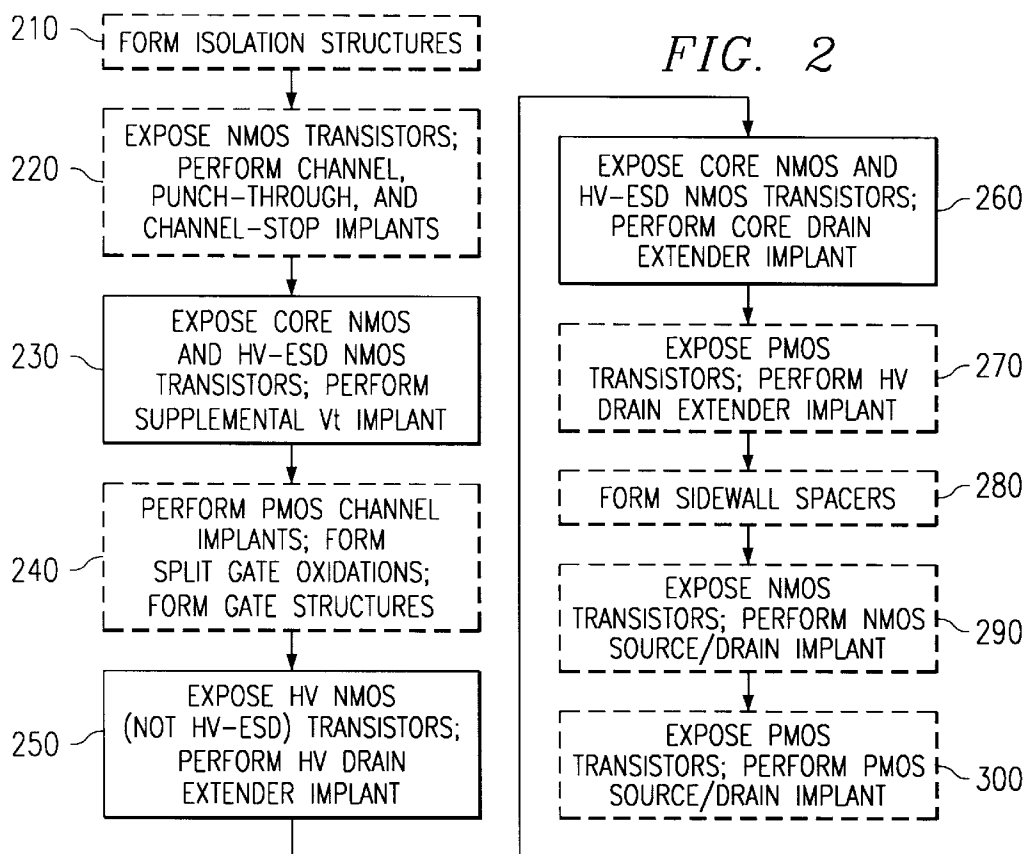 FIG. 2
210
FORM ISOLATION STRUCTURES
220
EXPOSE NMOS TRANSISTORS;
PERFORM CHANNEL,
PUNCH-THROUGH, AND
CHANNEL-STOP IMPLANTS
230
EXPOSE CORE NMOS
AND HV-ESD NMOS
TRANSISTORS; PERFORM
SUPPLEMENTAL Vt IMPLANT
240
PERFORM PMOS CHANNEL
IMPLANTS; FORM
SPLIT GATE OXIDATIONS;
FORM GATE STRUCTURES
250
EXPOSE HV NMOS
(NOT HV-ESD) TRANSISTORS;
PERFORM HV DRAIN
EXTENDER IMPLANT
EXPOSE CORE NMOS AND
HV-ESD NMOS TRANSISTORS;
PERFORM CORE DRAIN
EXTENDER IMPLANT
260
EXPOSE PMOS
TRANSISTORS; PERFORM HV
DRAIN EXTENDER IMPLANT
270
FORM SIDEWALL SPACERS
280
EXPOSE NMOS
TRANSISTORS; PERFORM NMOS
SOURCE/DRAIN IMPLANT
290
EXPOSE PMOS
TRANSISTORS; PERFORM PMOS
SOURCE/DRAIN IMPLANT
300